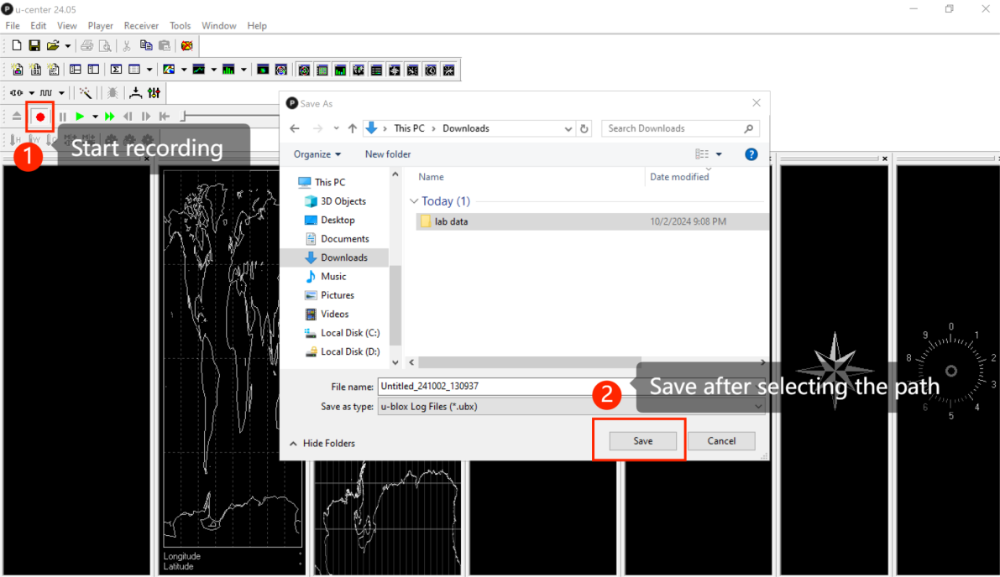 u-center 24.05
File Edit View Player Receiver Tools Window Help
Save As
This PC > Downloads
Search Downloads
Organize New folder
1 Start recording
This PC
3D Objects
Desktop
Documents
Downloads
Music
Pictures
Videos
Local Disk (C:)
Local Disk (D:)
Name Date modified
Today (1)
lab data 10/2/2024 9:08 PM
File name: Untitled_241002_130937
Save as type: u-blox Log Files (*.ubx)
2 Save after selecting the path
Hide Folders
Save Cancel
Longitude
Latitude
0
1
2
3
4
5
6
8
9